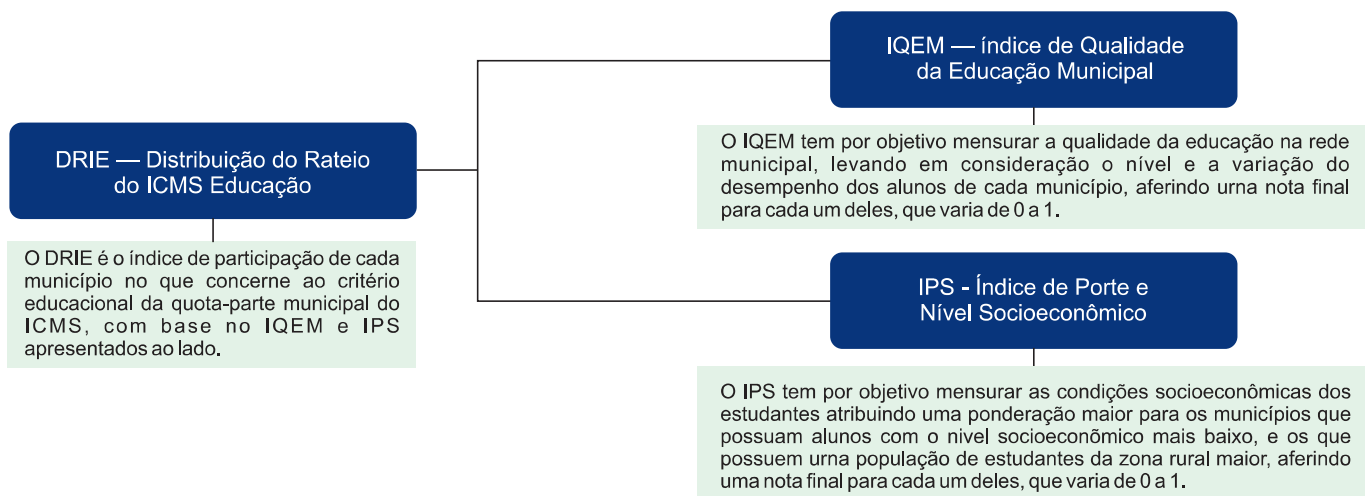 DRIE — Distribuição do Rateio
do ICMS Educação
O DRIE é o índice de participação de cada
município no que concerne ao critério
educacional da quota-parte municipal do
ICMS, com base no IQEM e IPS
apresentados ao lado.
IQEM — índice de Qualidade
da Educação Municipal
O IQEM tem por objetivo mensurar a qualidade da educação na rede
municipal, levando em consideração o nível e a variação do
desempenho dos alunos de cada município, aferindo urna nota final
para cada um deles, que varia de 0 a 1.
IPS - Índice de Porte e
Nível Socioeconômico
O IPS tem por objetivo mensurar as condições socioeconômicas dos
estudantes atribuindo uma ponderação maior para os municípios que
possuam alunos com o nivel socioeconõmico mais baixo, e os que
possuem urna população de estudantes da zona rural maior, aferindo
uma nota final para cada um deles, que varia de 0 a 1.